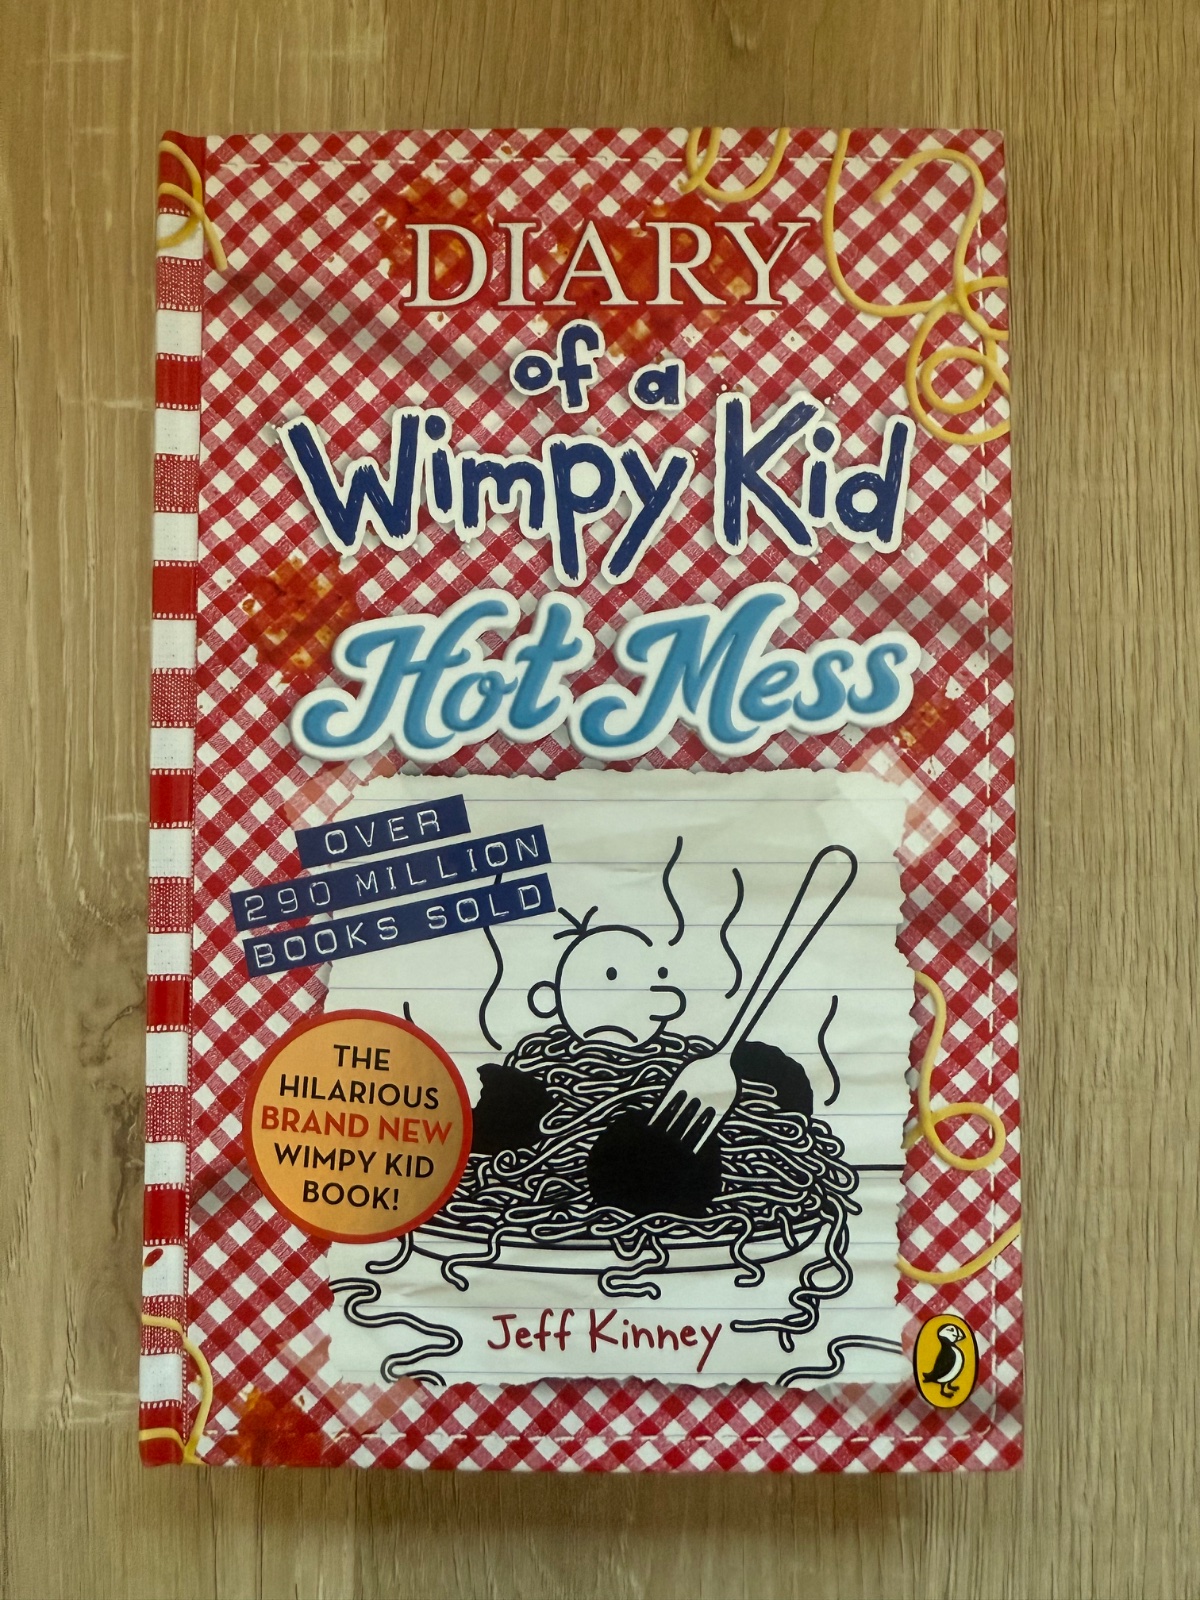 DIARY
of a
Wimpy Kid
Hot Mess
OVER
290 MILLION
BOOKS SOLD
THE
HILARIOUS
BRAND NEW
WIMPY KID
BOOK!
Jeff Kinney